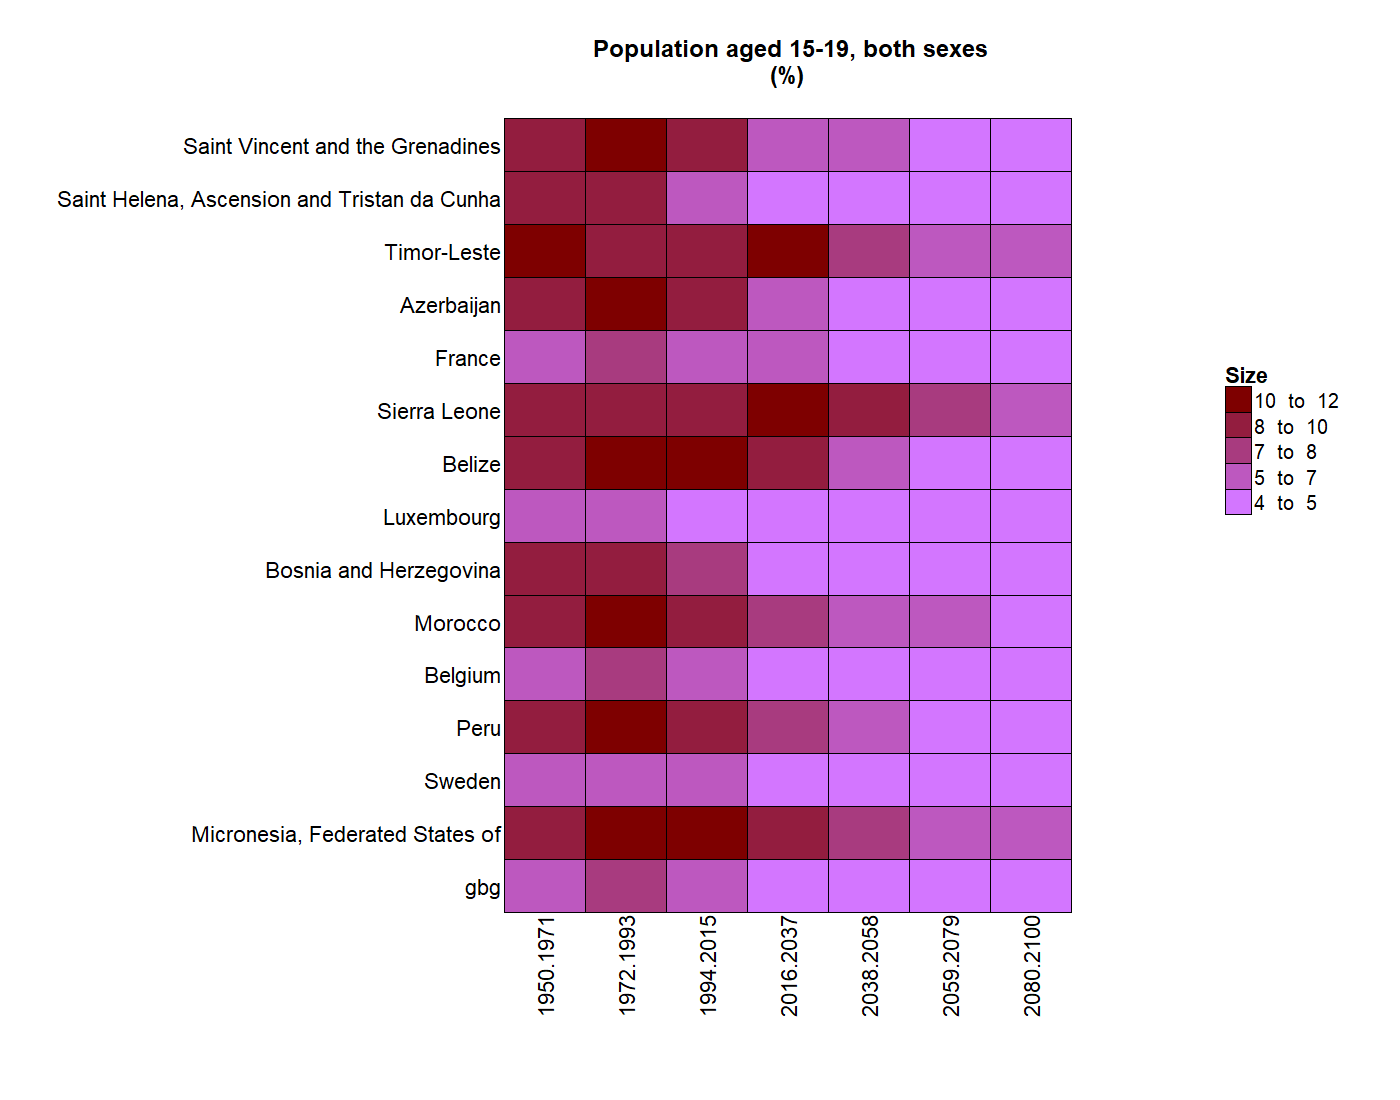 Population aged 15-19, both sexes
(%)
Saint Vincent and the Grenadines
Saint Helena, Ascension and Tristan da Cunha
Timor-Leste
Azerbaijan
France
Sierra Leone
Belize
Luxembourg
Bosnia and Herzegovina
Morocco
Belgium
Peru
Sweden
Micronesia, Federated States of
gbg
1950.1971
1972.1993
1994.2015
2016.2037
2038.2058
2059.2079
2080.2100
Size
10 to 12
8 to 10
7 to 8
5 to 7
4 to 5